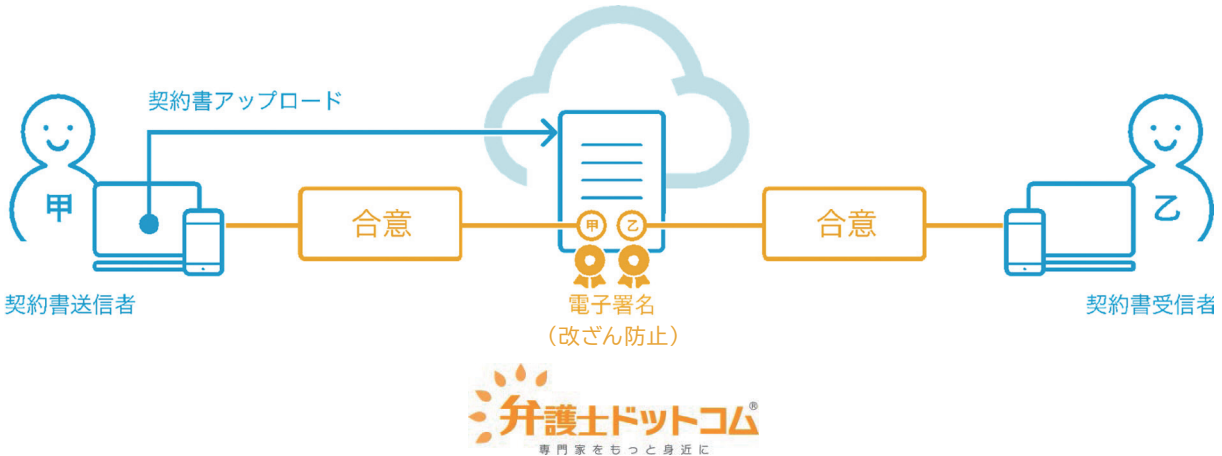 契約書アップロード
甲
合意
甲 乙
合意
乙
契約書送信者
電子署名
(改ざん防止)
契約書受信者
弁護士ドットコム®
専門家をもっと身近に